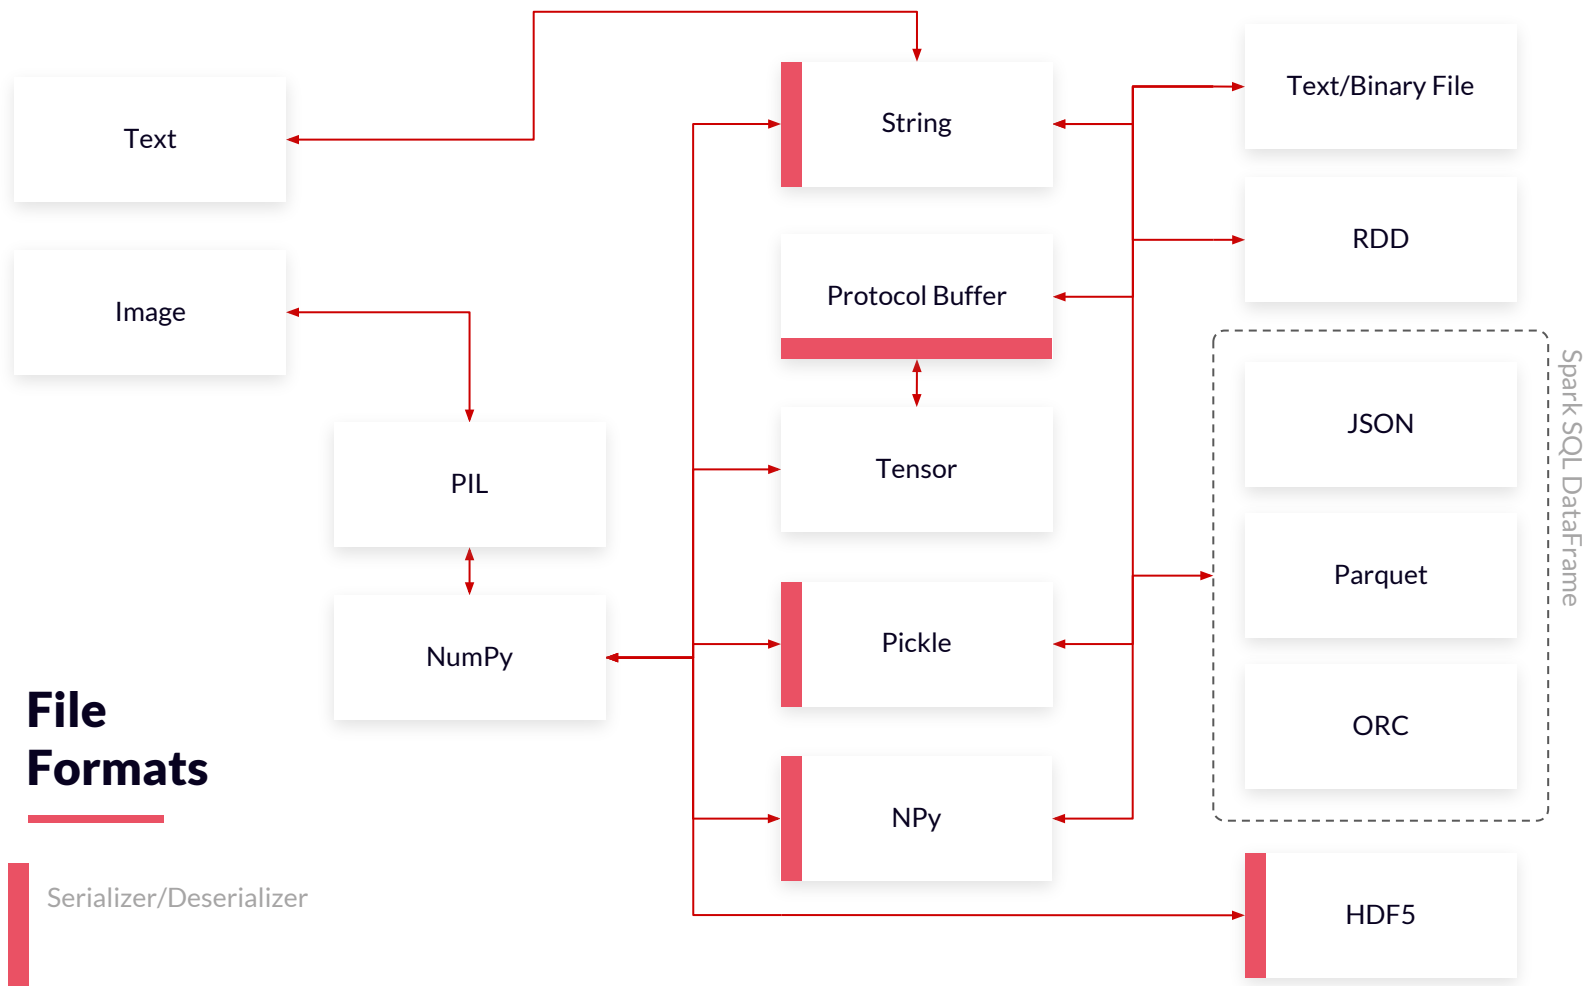 Text
Image
PIL
NumPy
String
Protocol Buffer
Tensor
Pickle
NPy
Text/Binary File
RDD
JSON
Parquet
ORC
Spark SQL DataFrame
HDF5
File
Formats
Serializer/Deserializer